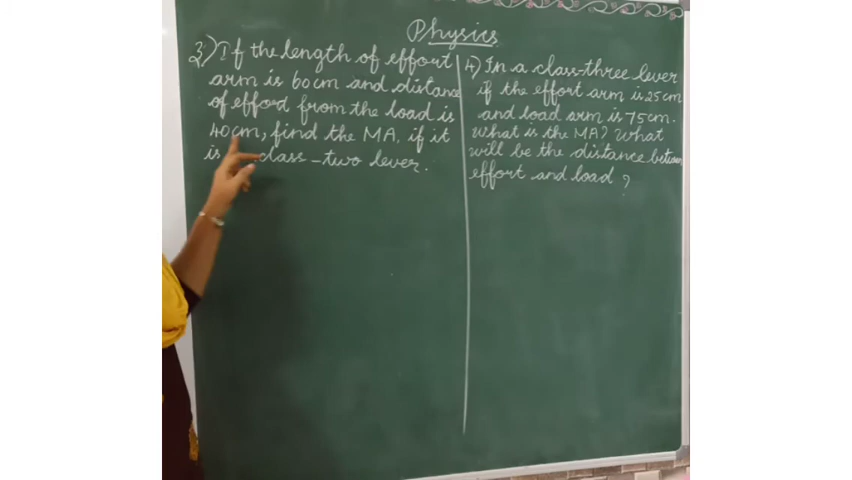 Physics
3) If the length of effort
arm is 60cm and distance
of efford from the load is
40cm, find the MA. if it
is class-two lever.
4) In a class-three lever
if the effort arm is 25cm
and load arm is 75cm.
What is the MA? What
will be the distance between
effort and load?